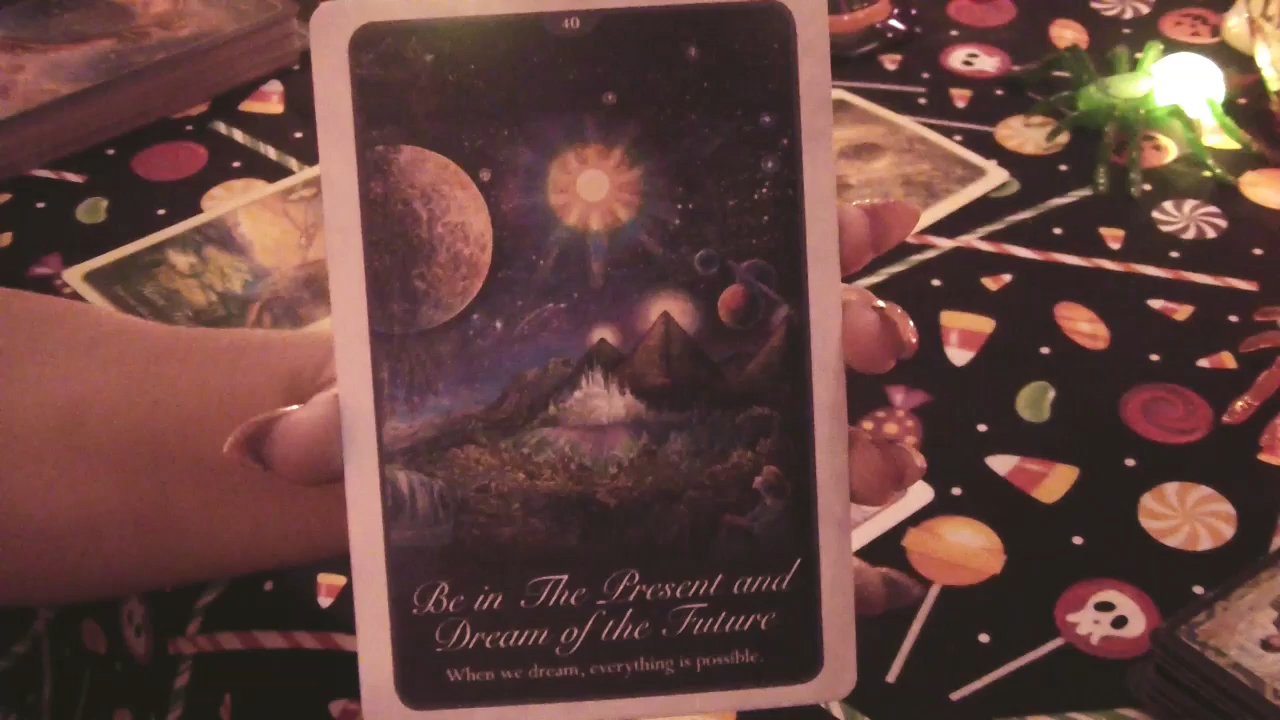 40
Be in The Present and
Dream of the Future
When we dream, everything is possible.